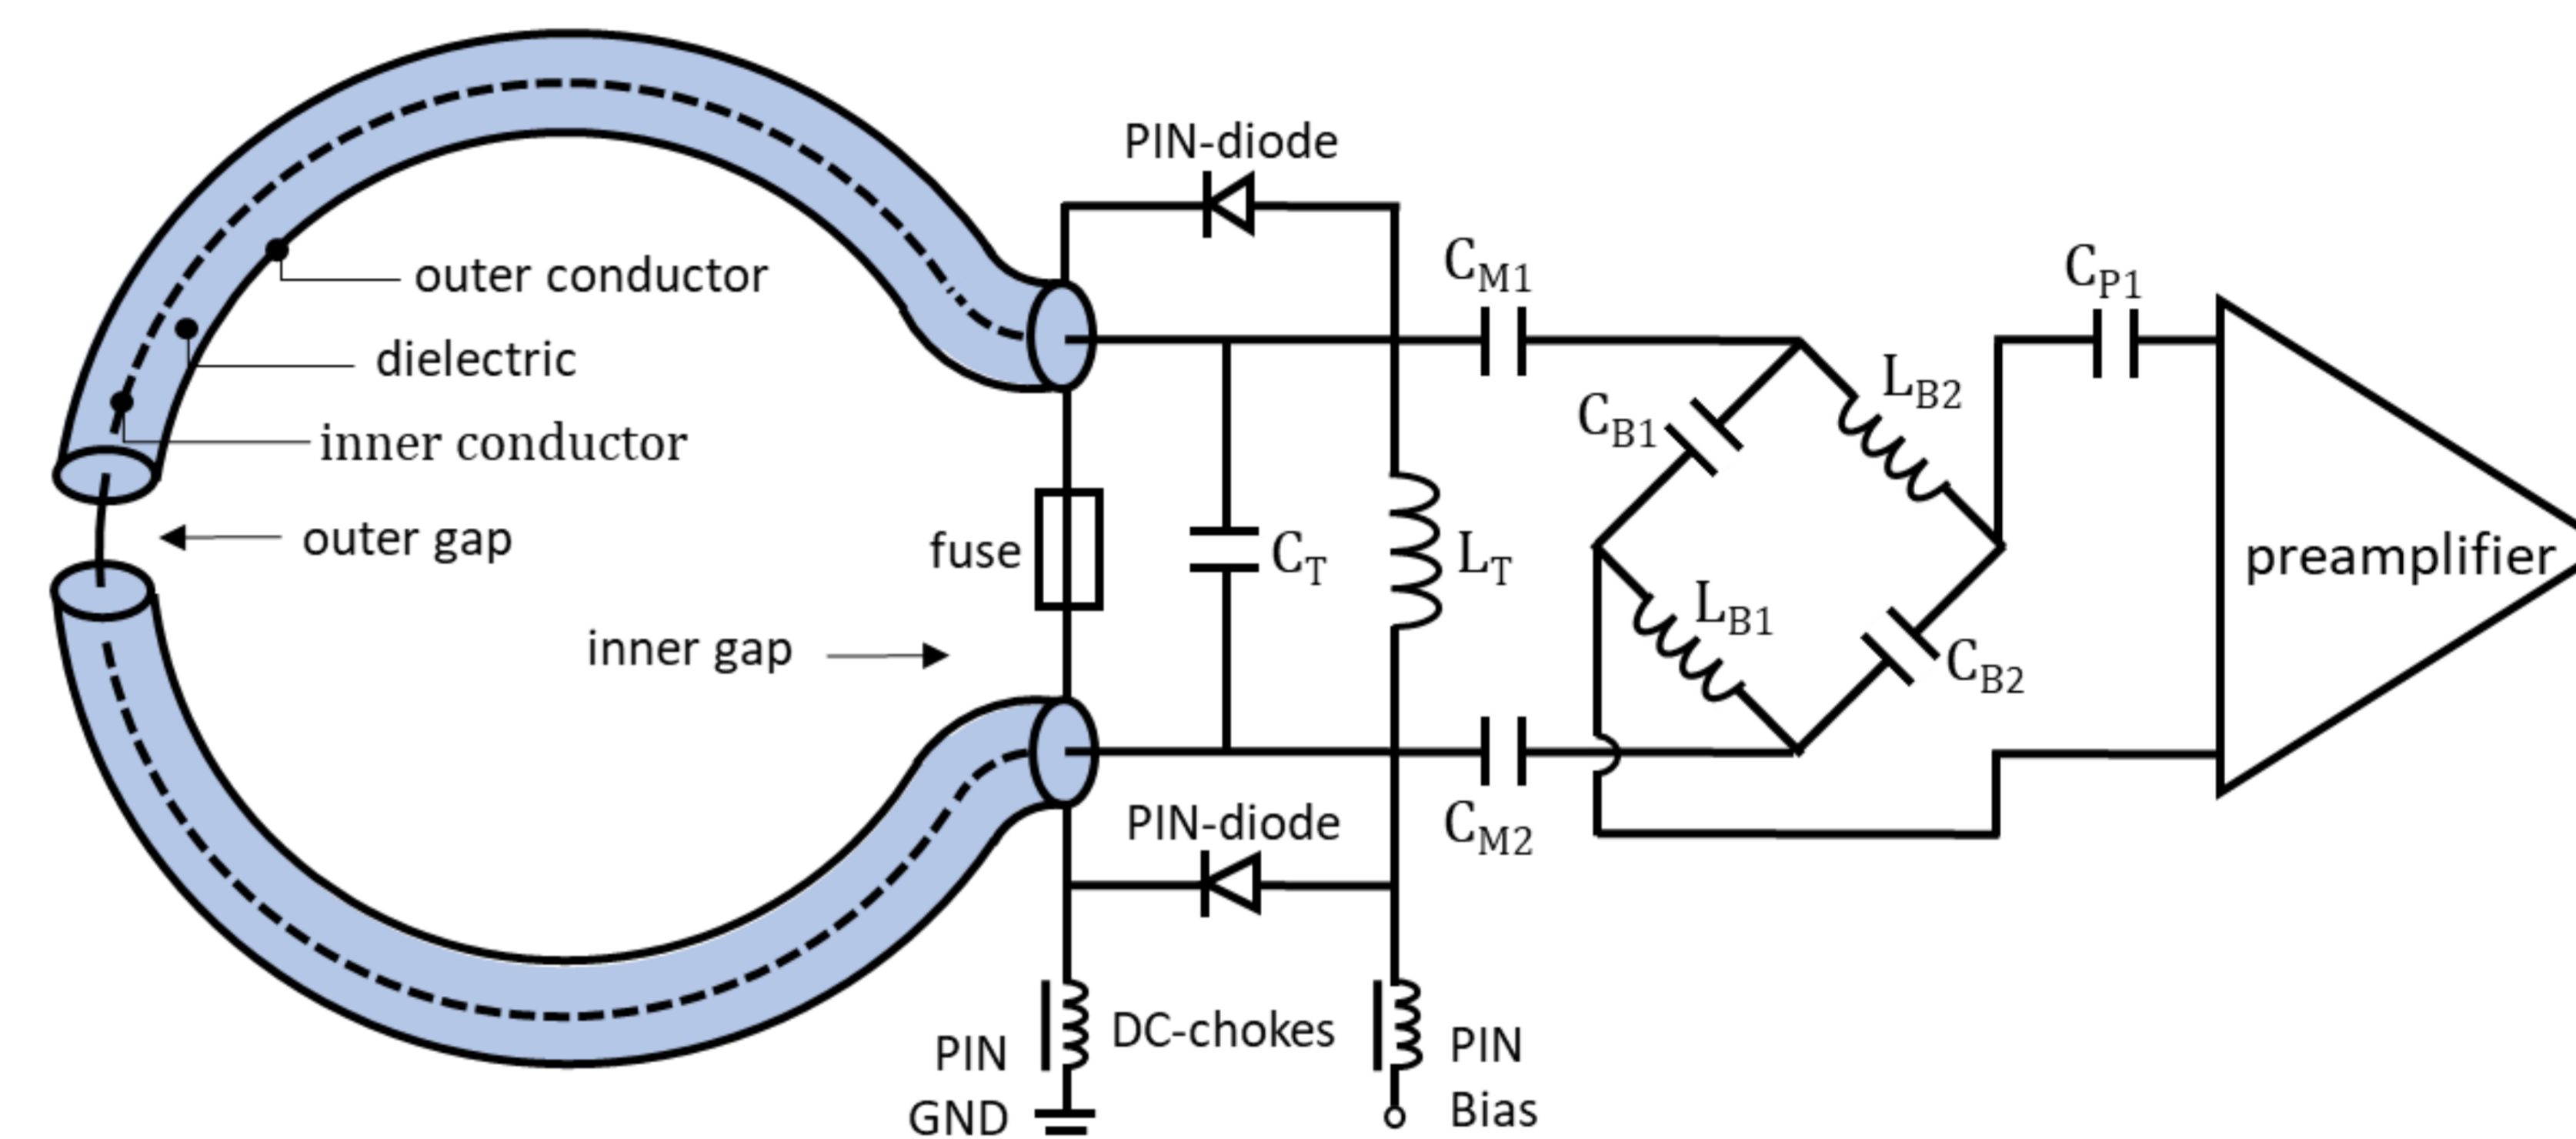 PIN-diode
C_M1
C_P1
outer conductor
dielectric
inner conductor
L_B2
C_B1
outer gap
fuse
C_T
L_T
preamplifier
L_B1
inner gap
C_B2
PIN-diode
C_M2
DC-chokes
PIN
GND
PIN
Bias